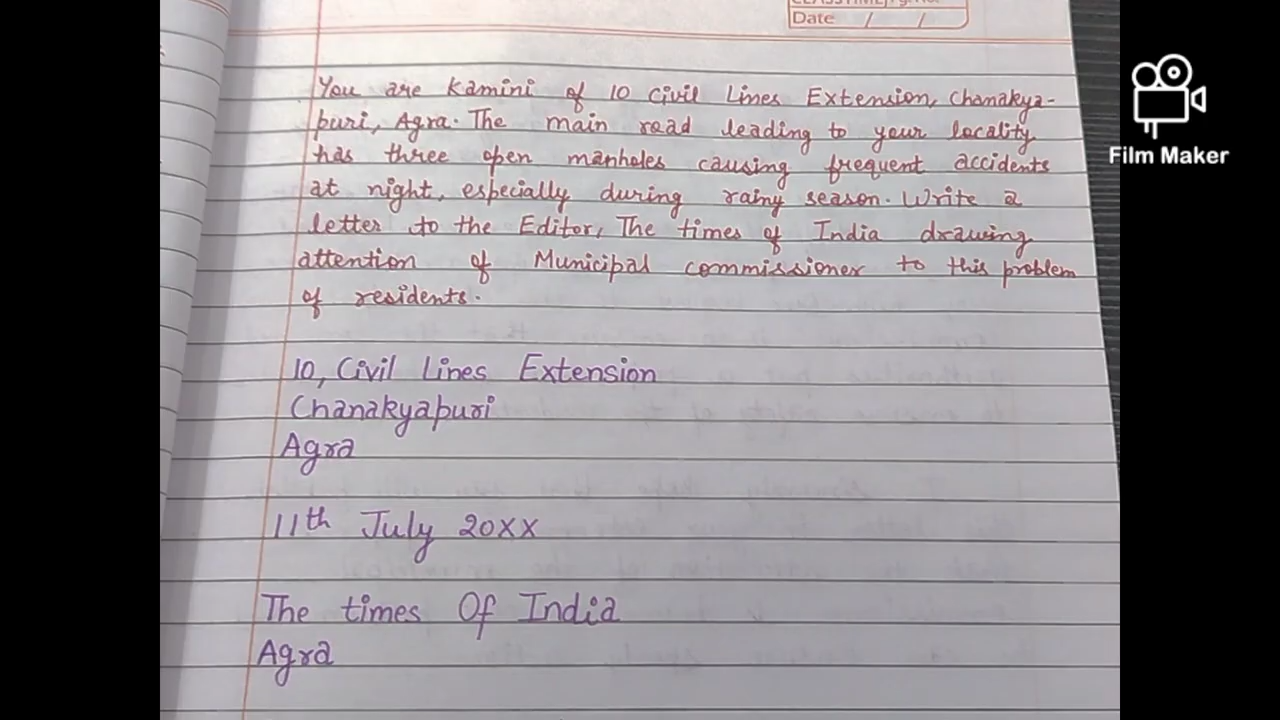 Date / /
You are Kamini of 10 Civil Lines Extension, Chanakya-
puri, Agra. The main road leading to your locality
has three open manholes causing frequent accidents
at night, especially during rainy season. Write a
letter to the Editor, The times of India drawing
attention of Municipal commissioner to this problem
of residents.
10, Civil Lines Extension
Chanakyapuri
Agra
11th July 20XX
The times Of India
Agra
Film Maker